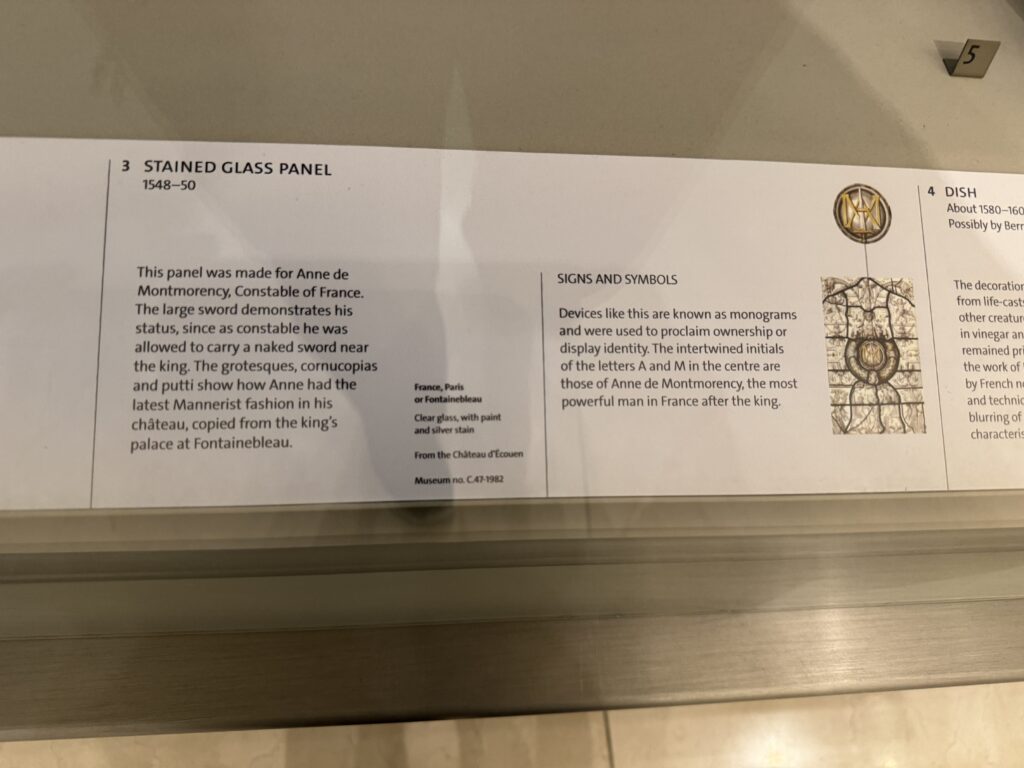 5
3 STAINED GLASS PANEL
1548–50
This panel was made for Anne de
Montmorency, Constable of France.
The large sword demonstrates his
status, since as constable he was
allowed to carry a naked sword near
the king. The grotesques, cornucopias
and putti show how Anne had the
latest Mannerist fashion in his
château, copied from the king's
palace at Fontainebleau.
France, Paris
or Fontainebleau
Clear glass, with paint
and silver stain
From the Château d'Écouen
Museum no. C.47-1982
SIGNS AND SYMBOLS
Devices like this are known as monograms
and were used to proclaim ownership or
display identity. The intertwined initials
of the letters A and M in the centre are
those of Anne de Montmorency, the most
powerful man in France after the king.
4 DISH
About 1580–160
Possibly by Berr
The decoration
from life-casts
other creature
in vinegar an
remained pri
the work of
by French
and techni
blurring of
characteris